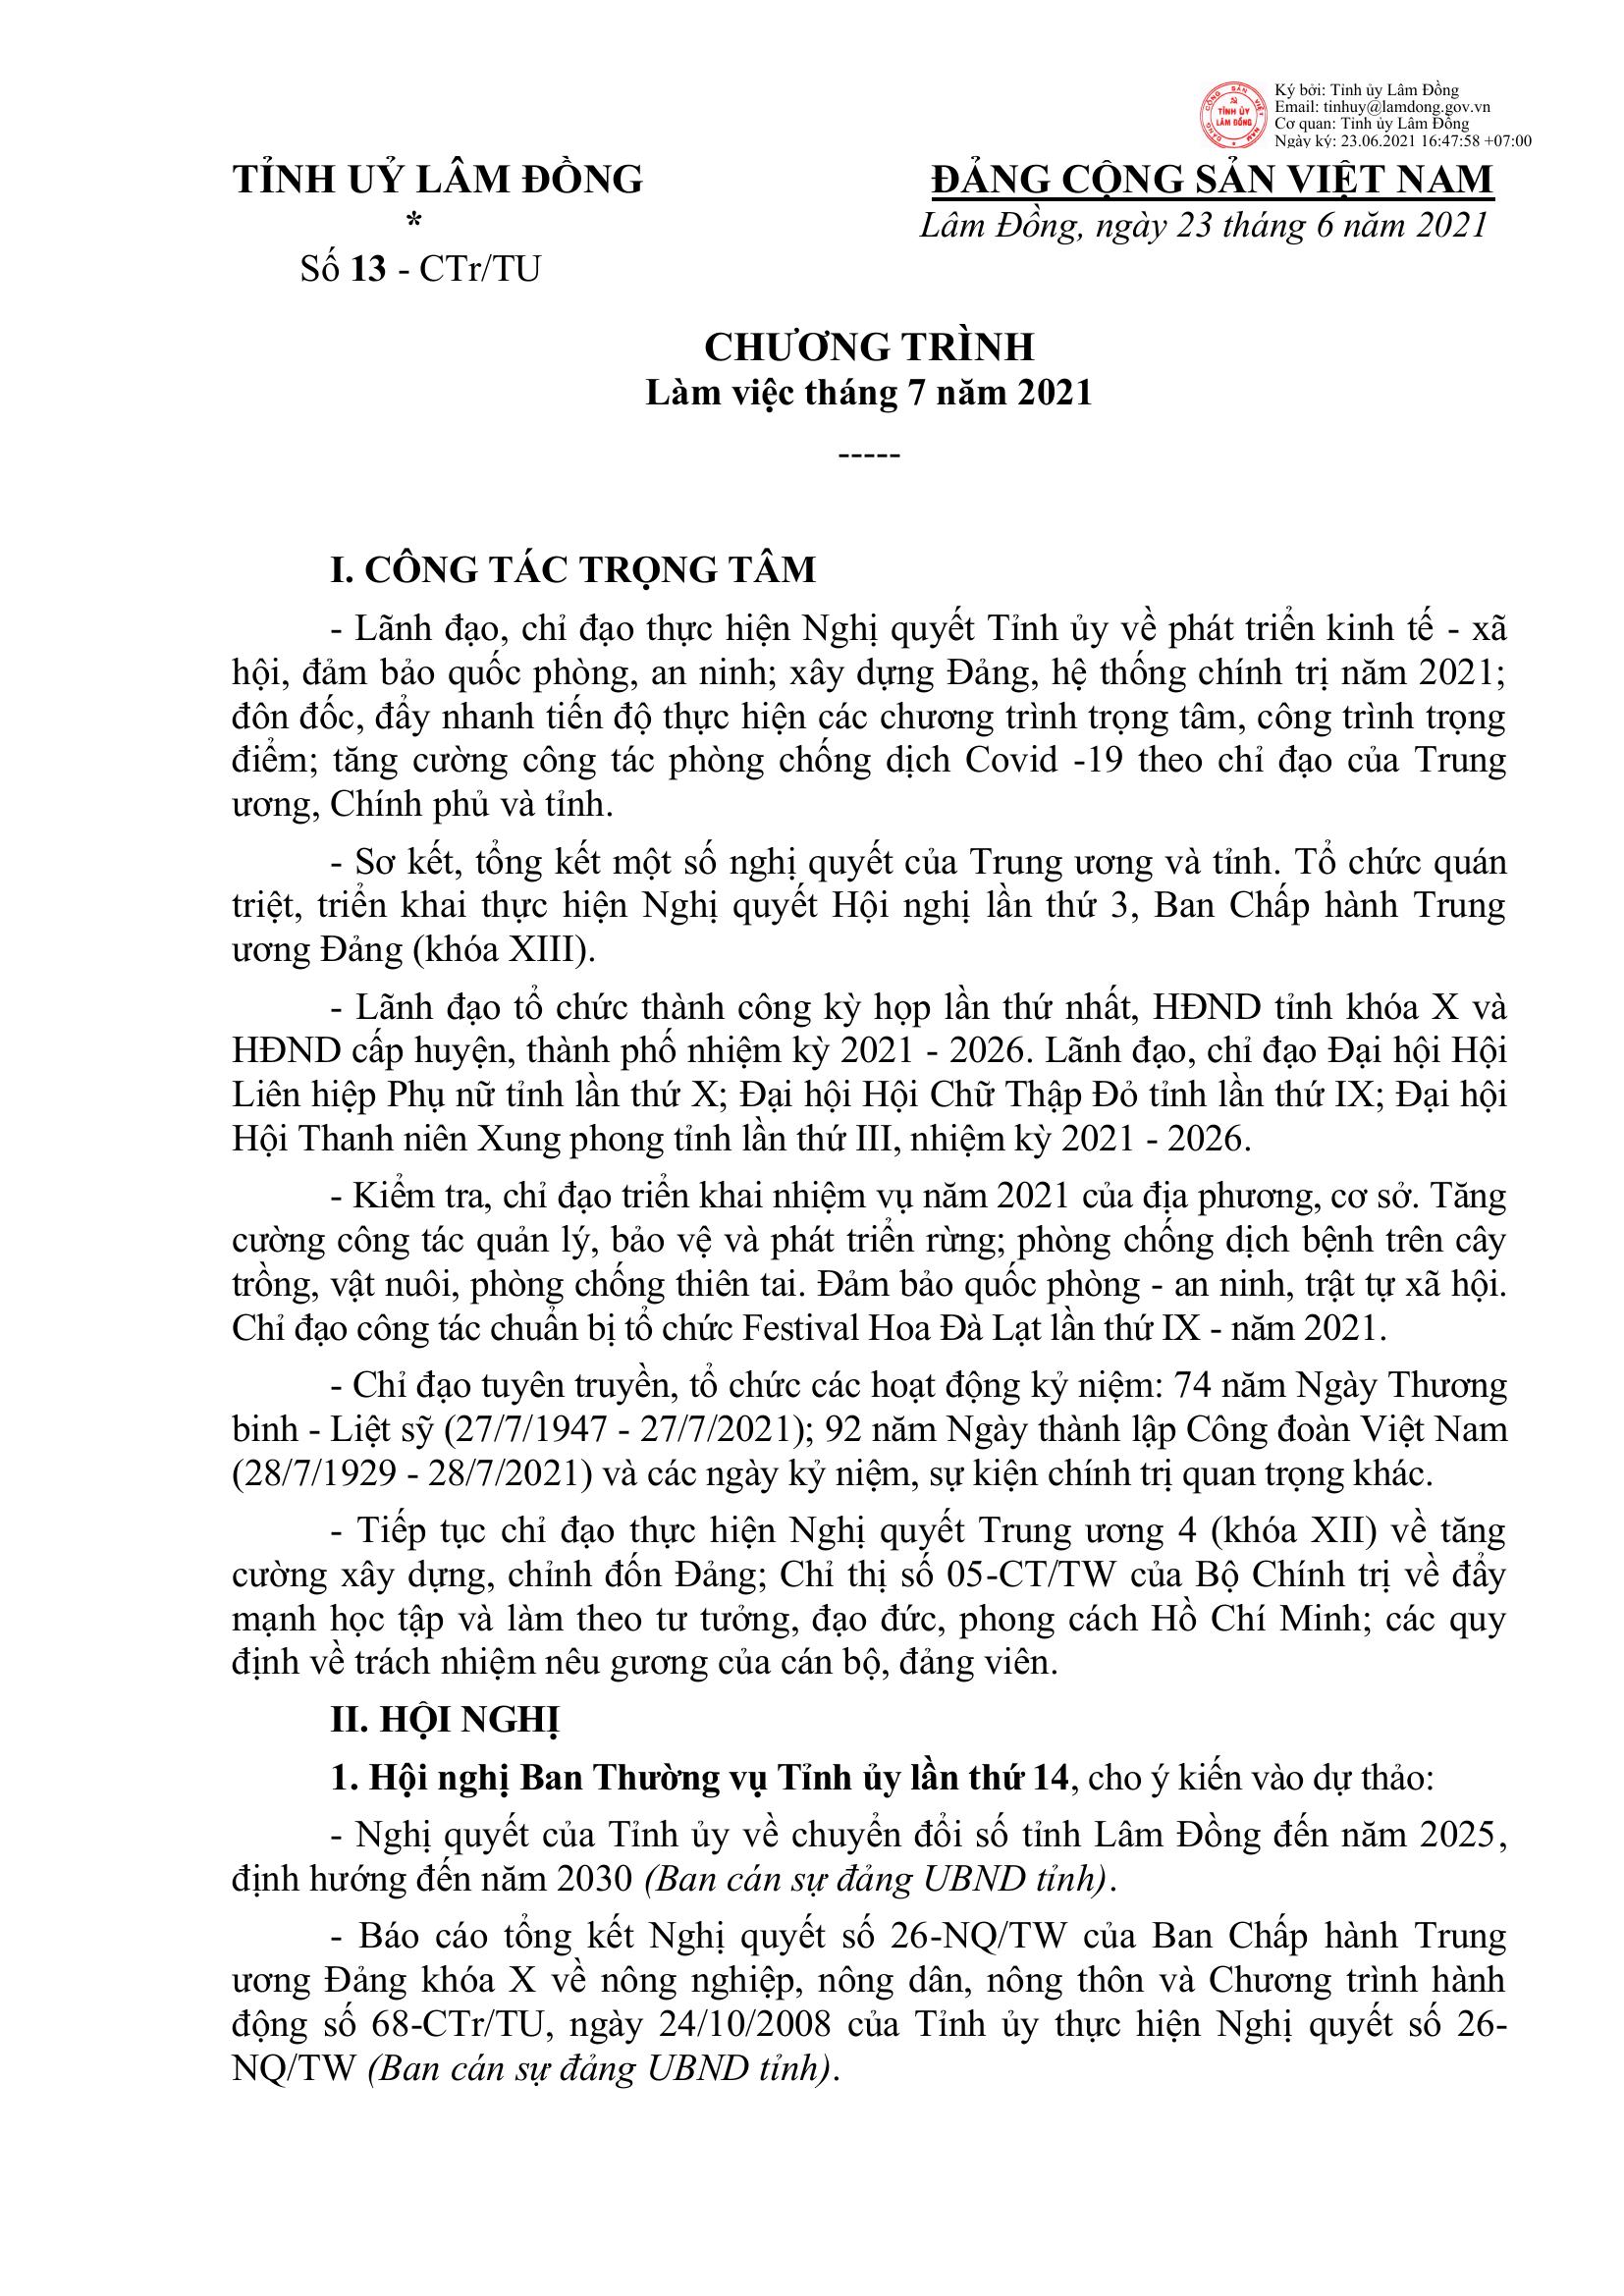 Ký bởi: Tỉnh ủy Lâm Đồng
Email: tinhuy@lamdong.gov.vn
Cơ quan: Tỉnh ủy Lâm Đồng
Ngày ký: 23.06.2021 16:47:58 +07:00
ĐẢNG CỘNG SẢN VIỆT NAM
TỈNH ỦY
LÂM ĐỒNG
TỈNH UỶ LÂM ĐỒNG
ĐẢNG CỘNG SẢN VIỆT NAM
*
Lâm Đồng, ngày 23 tháng 6 năm 2021
Số 13 - CTr/TU
CHƯƠNG TRÌNH
Làm việc tháng 7 năm 2021
-----
I. CÔNG TÁC TRỌNG TÂM
- Lãnh đạo, chỉ đạo thực hiện Nghị quyết Tỉnh ủy về phát triển kinh tế - xã
hội, đảm bảo quốc phòng, an ninh; xây dựng Đảng, hệ thống chính trị năm 2021;
đôn đốc, đẩy nhanh tiến độ thực hiện các chương trình trọng tâm, công trình trọng
điểm; tăng cường công tác phòng chống dịch Covid -19 theo chỉ đạo của Trung
ương, Chính phủ và tỉnh.
- Sơ kết, tổng kết một số nghị quyết của Trung ương và tỉnh. Tổ chức quán
triệt, triển khai thực hiện Nghị quyết Hội nghị lần thứ 3, Ban Chấp hành Trung
ương Đảng (khóa XIII).
- Lãnh đạo tổ chức thành công kỳ họp lần thứ nhất, HĐND tỉnh khóa X và
HĐND cấp huyện, thành phố nhiệm kỳ 2021 - 2026. Lãnh đạo, chỉ đạo Đại hội Hội
Liên hiệp Phụ nữ tỉnh lần thứ X; Đại hội Hội Chữ Thập Đỏ tỉnh lần thứ IX; Đại hội
Hội Thanh niên Xung phong tỉnh lần thứ III, nhiệm kỳ 2021 - 2026.
- Kiểm tra, chỉ đạo triển khai nhiệm vụ năm 2021 của địa phương, cơ sở. Tăng
cường công tác quản lý, bảo vệ và phát triển rừng; phòng chống dịch bệnh trên cây
trồng, vật nuôi, phòng chống thiên tai. Đảm bảo quốc phòng - an ninh, trật tự xã hội.
Chỉ đạo công tác chuẩn bị tổ chức Festival Hoa Đà Lạt lần thứ IX - năm 2021.
- Chỉ đạo tuyên truyền, tổ chức các hoạt động kỷ niệm: 74 năm Ngày Thương
binh - Liệt sỹ (27/7/1947 - 27/7/2021); 92 năm Ngày thành lập Công đoàn Việt Nam
(28/7/1929 - 28/7/2021) và các ngày kỷ niệm, sự kiện chính trị quan trọng khác.
- Tiếp tục chỉ đạo thực hiện Nghị quyết Trung ương 4 (khóa XII) về tăng
cường xây dựng, chỉnh đốn Đảng; Chỉ thị số 05-CT/TW của Bộ Chính trị về đẩy
mạnh học tập và làm theo tư tưởng, đạo đức, phong cách Hồ Chí Minh; các quy
định về trách nhiệm nêu gương của cán bộ, đảng viên.
II. HỘI NGHỊ
1. Hội nghị Ban Thường vụ Tỉnh ủy lần thứ 14, cho ý kiến vào dự thảo:
- Nghị quyết của Tỉnh ủy về chuyển đổi số tỉnh Lâm Đồng đến năm 2025,
định hướng đến năm 2030 (Ban cán sự đảng UBND tỉnh).
- Báo cáo tổng kết Nghị quyết số 26-NQ/TW của Ban Chấp hành Trung
ương Đảng khóa X về nông nghiệp, nông dân, nông thôn và Chương trình hành
động số 68-CTr/TU, ngày 24/10/2008 của Tỉnh ủy thực hiện Nghị quyết số 26-
NQ/TW (Ban cán sự đảng UBND tỉnh).